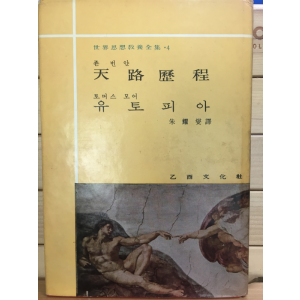 世界思想敎養全集·4
존 번얀
天路歷程
토머스 모어
유토피아
朱耀燮 譯
乙酉文化社